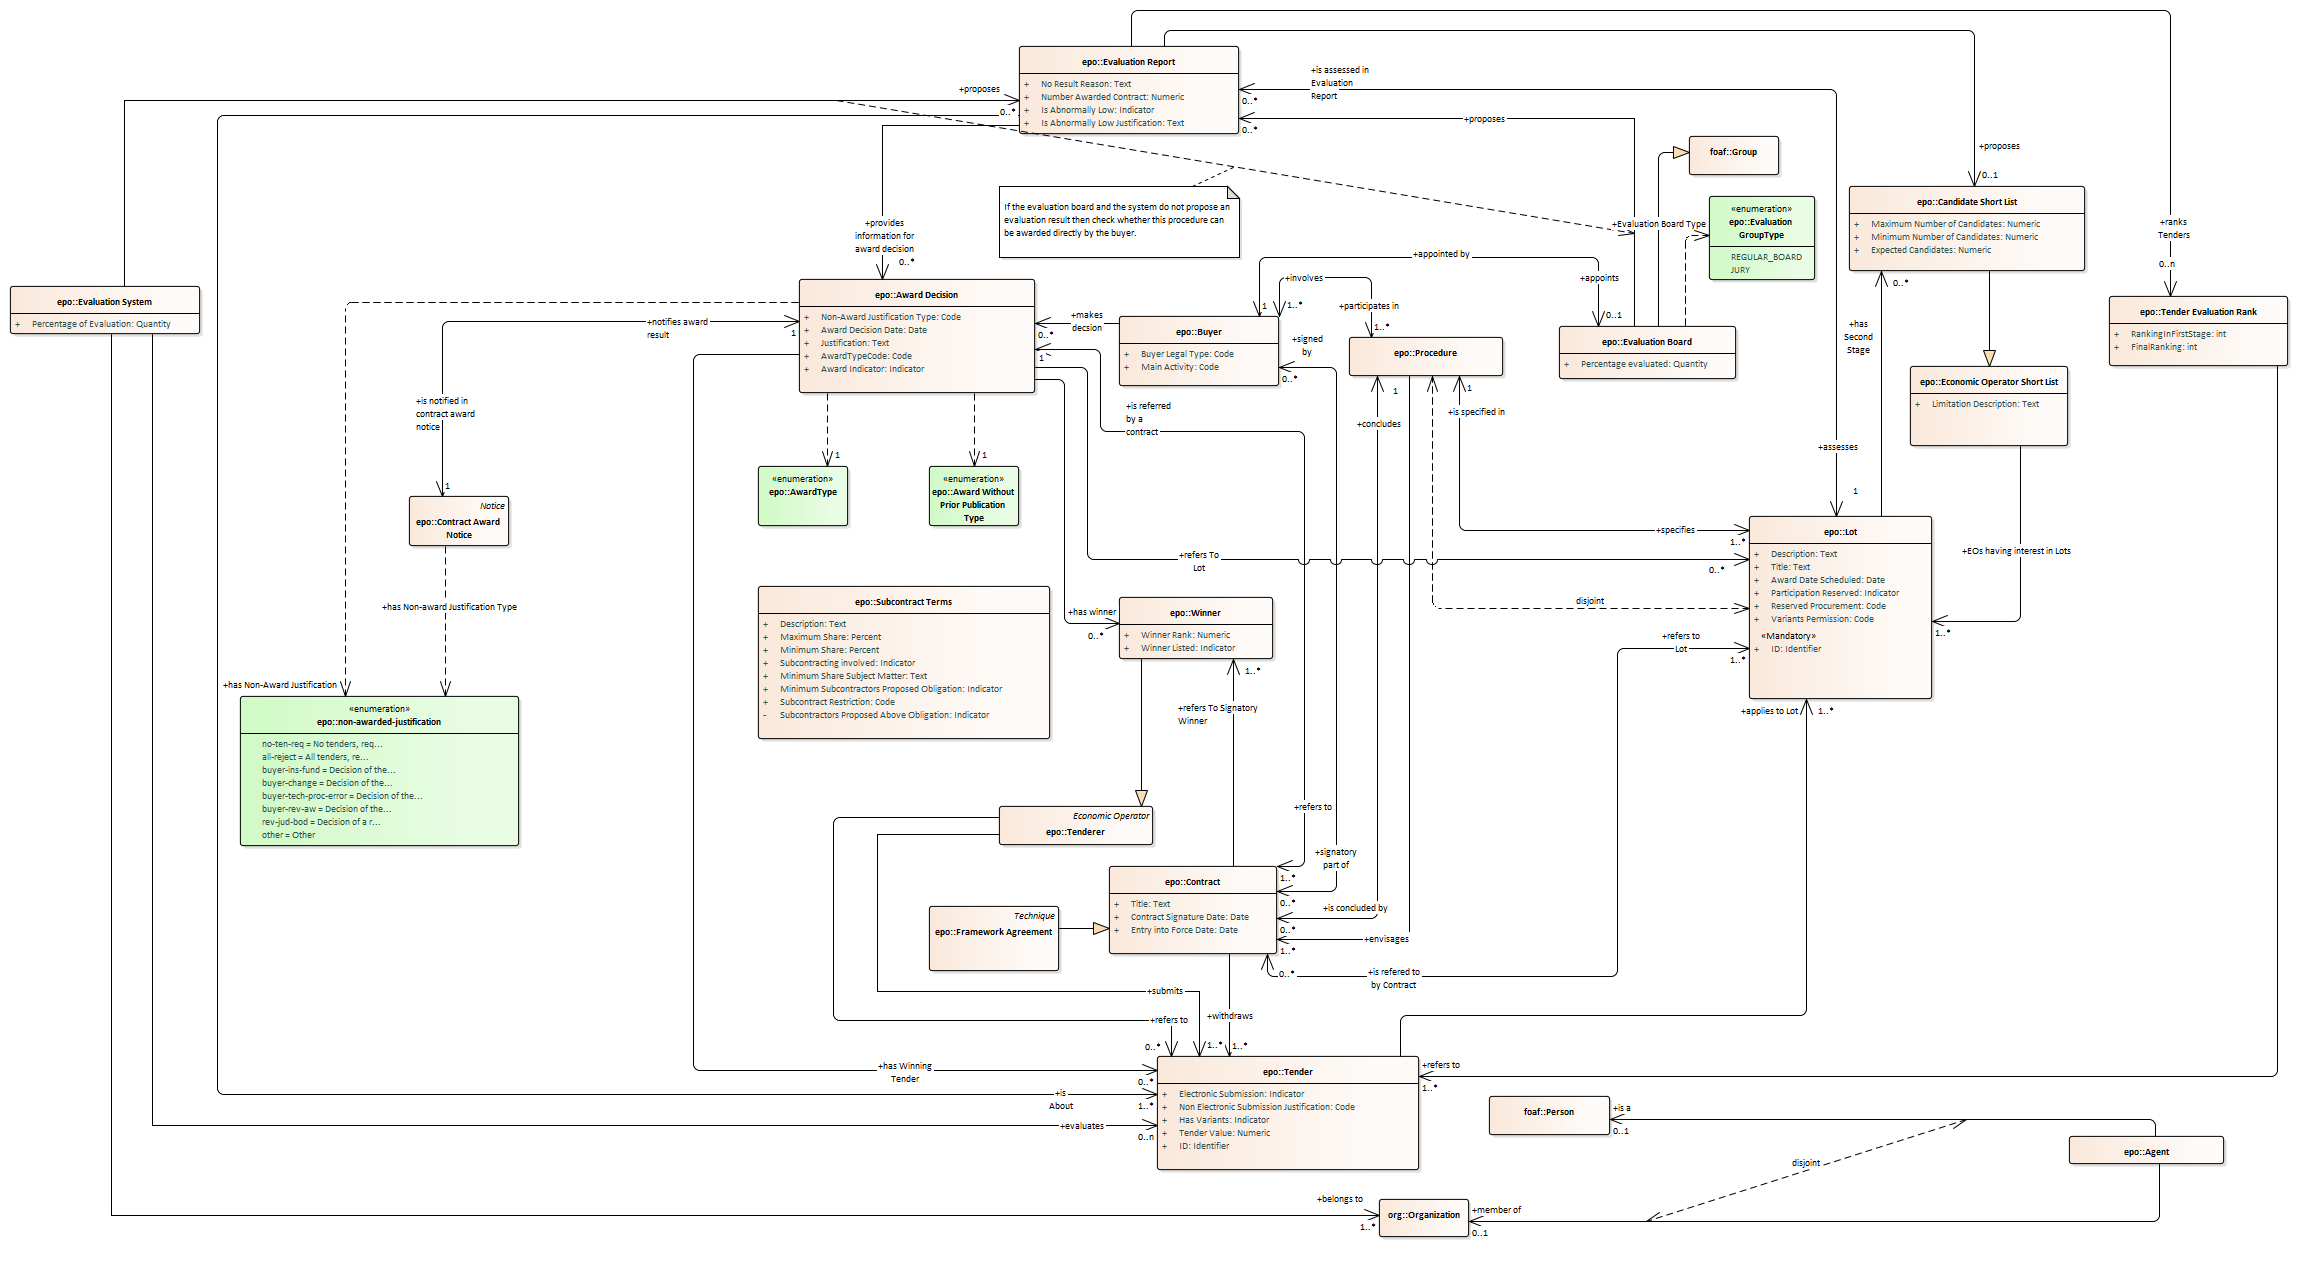 epo::Evaluation Report
+ No Result Reason: Text
+ Number Awarded Contract: Numeric
+ Is Abnormally Low: Indicator
+ Is Abnormally Low Justification: Text
+proposes
0..*
+is assessed in
Evaluation
Report
0..*
+proposes
0..*
foaf::Group
+proposes
0..1
epo::Candidate Short List
+ Maximum Number of Candidates: Numeric
+ Minimum Number of Candidates: Numeric
+ Expected Candidates: Numeric
0..*
+ranks
Tenders
0..n
If the evaluation board and the system do not propose an
evaluation result then check whether this procedure can
be awarded directly by the buyer.
+Evaluation Board Type
«enumeration»
epo::Evaluation
GroupType
REGULAR_BOARD
JURY
+provides
information for
award decision
0..*
+appointed by
+appoints
1
0..1
+involves
1..*
+participates in
1..*
epo::Evaluation System
+ Percentage of Evaluation: Quantity
epo::Award Decision
+ Non-Award Justification Type: Code
+ Award Decision Date: Date
+ Justification: Text
+ AwardTypeCode: Code
+ Award Indicator: Indicator
+notifies award
result
1
+makes
decsion
0..*
1
epo::Buyer
+ Buyer Legal Type: Code
+ Main Activity: Code
+signed
by
0..*
epo::Procedure
1
1
epo::Evaluation Board
+ Percentage evaluated: Quantity
+has
Second
Stage
epo::Tender Evaluation Rank
+ RankingInFirstStage: int
+ FinalRanking: int
epo::Economic Operator Short List
+ Limitation Description: Text
+is notified in
contract award
notice
1
+is referred
by a
contract
+concludes
+is specified in
+assesses
1
«enumeration»
epo::AwardType
1
«enumeration»
epo::Award Without
Prior Publication
Type
1
Notice
epo::Contract Award
Notice
+has Non-award Justification Type
+has Non-Award Justification
+specifies
1..*
+refers To
Lot
0..*
+EOs having interest in Lots
1..*
epo::Lot
+ Description: Text
+ Title: Text
+ Award Date Scheduled: Date
+ Participation Reserved: Indicator
+ Reserved Procurement: Code
+ Variants Permission: Code
«Mandatory»
+ ID: Identifier
disjoint
+refers to
Lot
1..*
+applies to Lot
1..*
epo::Subcontract Terms
+ Description: Text
+ Maximum Share: Percent
+ Minimum Share: Percent
+ Subcontracting involved: Indicator
+ Minimum Share Subject Matter: Text
+ Minimum Subcontractors Proposed Obligation: Indicator
+ Subcontract Restriction: Code
- Subcontractors Proposed Above Obligation: Indicator
+has winner
0..*
epo::Winner
+ Winner Rank: Numeric
+ Winner Listed: Indicator
1..*
+refers To Signatory
Winner
«enumeration»
epo::non-awarded-justification
no-ten-req = No tenders, req...
all-reject = All tenders, re...
buyer-ins-fund = Decision of the...
buyer-change = Decision of the...
buyer-tech-proc-error = Decision of the...
buyer-rev-aw = Decision of the...
rev-jud-bod = Decision of a r...
other = Other
Economic Operator
epo::Tenderer
+refers to
1..*
+signatory
part of
0..*
epo::Contract
+ Title: Text
+ Contract Signature Date: Date
+ Entry into Force Date: Date
+is concluded by
0..*
+envisages
1..*
Technique
epo::Framework Agreement
0..*
+is refered to
by Contract
+submits
1..*
+refers to
0..*
+withdraws
1..*
+has Winning
Tender
0..*
+is
About
1..*
+evaluates
0..n
epo::Tender
+ Electronic Submission: Indicator
+ Non Electronic Submission Justification: Code
+ Has Variants: Indicator
+ Tender Value: Numeric
+ ID: Identifier
+refers to
1..*
foaf::Person
+is a
0..1
epo::Agent
disjoint
+belongs to
1..*
org::Organization
+member of
0..1